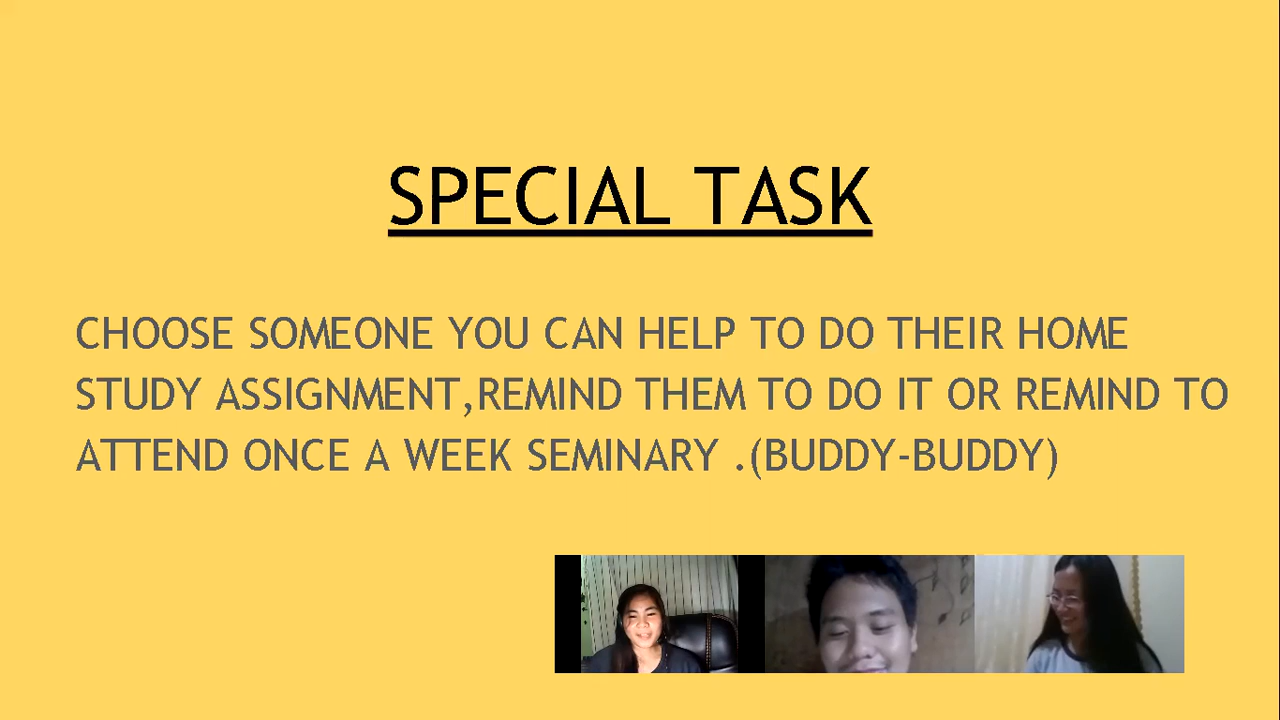 SPECIAL TASK
CHOOSE SOMEONE YOU CAN HELP TO DO THEIR HOME
STUDY ASSIGNMENT,REMIND THEM TO DO IT OR REMIND TO
ATTEND ONCE A WEEK SEMINARY .(BUDDY-BUDDY)